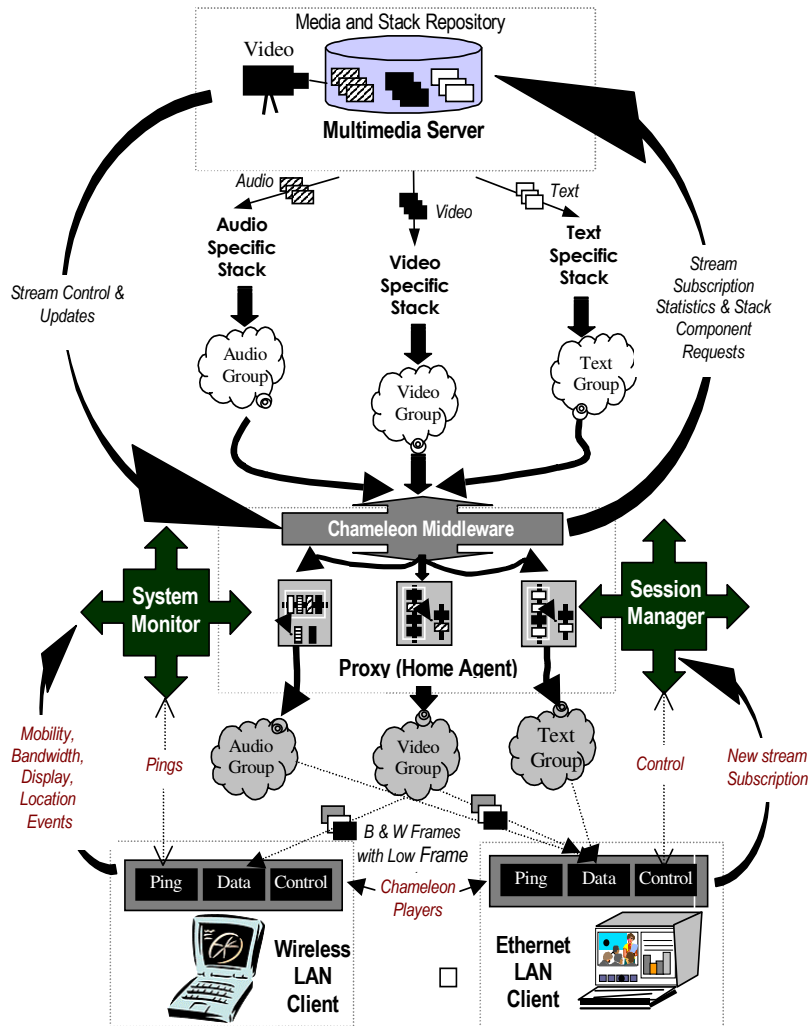 Media and Stack Repository
Video
Multimedia Server
Audio
Video
Text
Audio
Specific
Stack
Video
Specific
Stack
Text
Specific
Stack
Stream Control &
Updates
Stream
Subscription
Statistics & Stack
Component
Requests
Audio
Group
Video
Group
Text
Group
Chameleon Middleware
System
Monitor
Session
Manager
Proxy (Home Agent)
Mobility,
Bandwidth,
Display,
Location
Events
Pings
Audio
Group
Video
Group
Text
Group
Control
New stream
Subscription
B & W Frames
with Low Frame
Ping
Data
Control
Chameleon
Players
Ping
Data
Control
Wireless
LAN
Client
Ethernet
LAN
Client